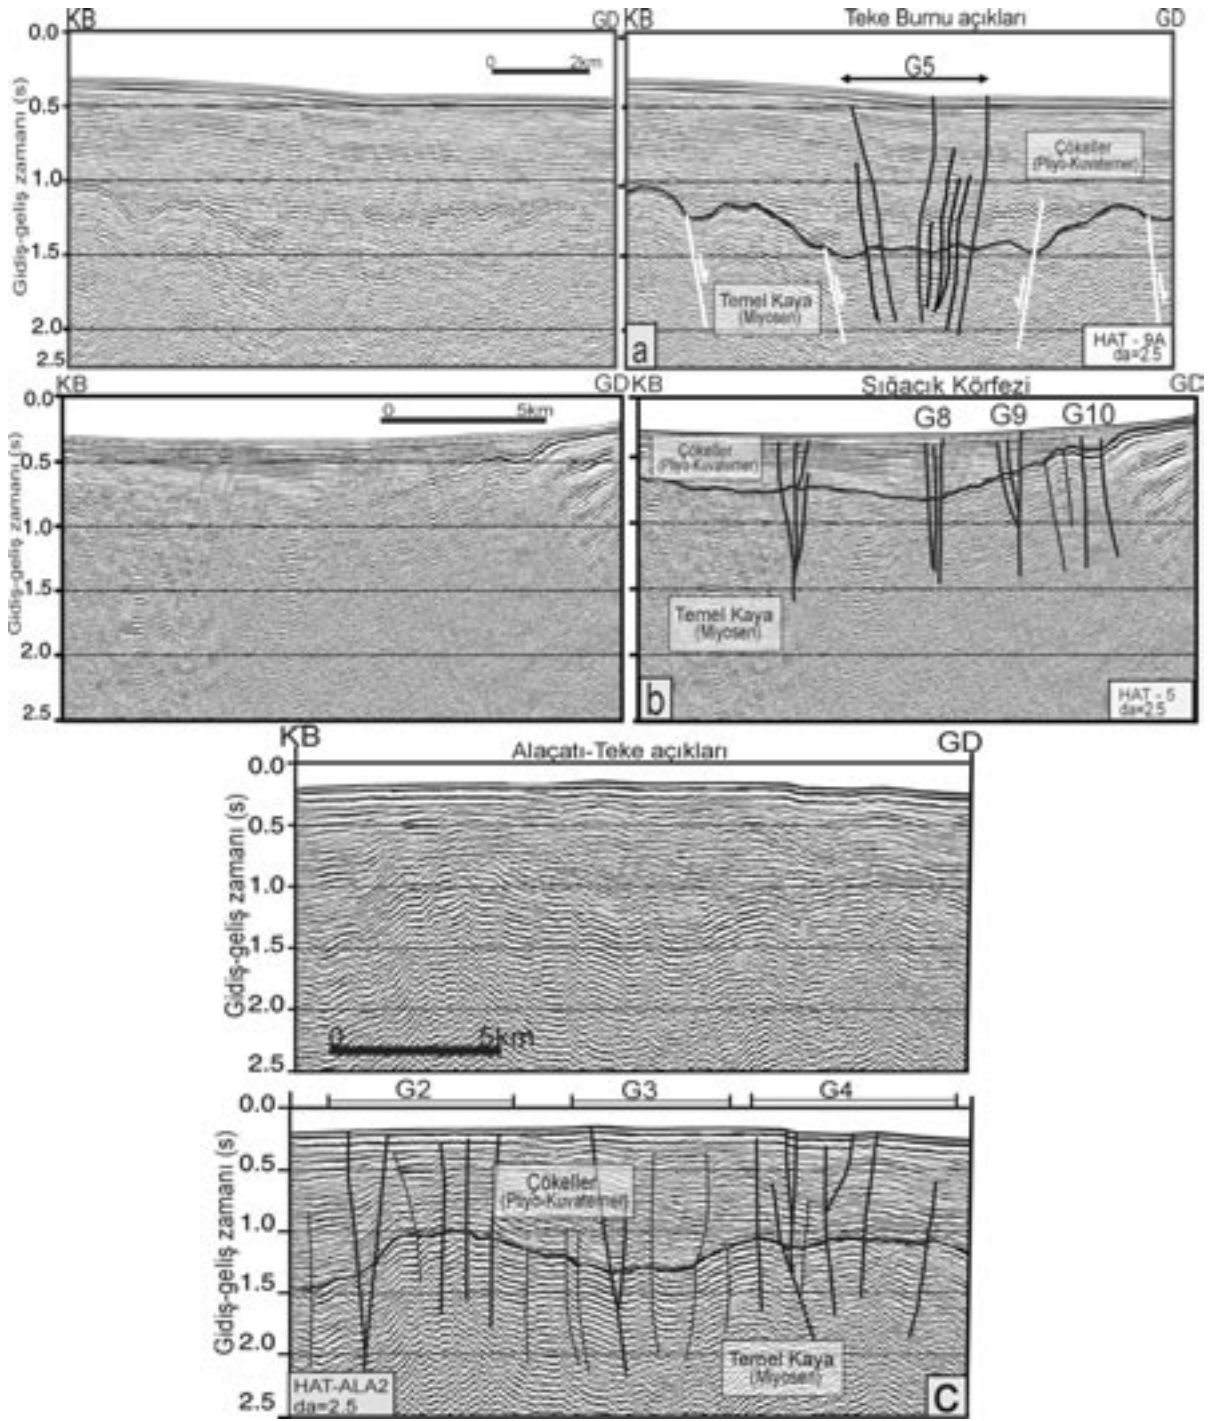 KB GD KB Teke Burnu açıkları GD
0 2km
G5
Gidiş-geliş zamanı (s)
0.0
0.5
1.0
1.5
2.0
2.5
Çökeller
(Pliyo-Kuvaterner)
Temel Kaya
(Miyosen)
a
HAT - 9A
da=2.5
KB GD KB Sığacık Körfezi GD
0 5km
G8 G9 G10
Gidiş-geliş zamanı (s)
0.0
0.5
1.0
1.5
2.0
2.5
Çökeller
(Pliyo-Kuvaterner)
Temel Kaya
(Miyosen)
b
HAT - 5
da=2.5
KB Alaçatı-Teke açıkları GD
Gidiş-geliş zamanı (s)
0.0
0.5
1.0
1.5
2.0
2.5
0 5km
G2 G3 G4
Gidiş-geliş zamanı (s)
0.0
0.5
1.0
1.5
2.0
2.5
Çökeller
(Pliyo-Kuvaterner)
Temel Kaya
(Miyosen)
HAT-ALA2
da=2.5
C